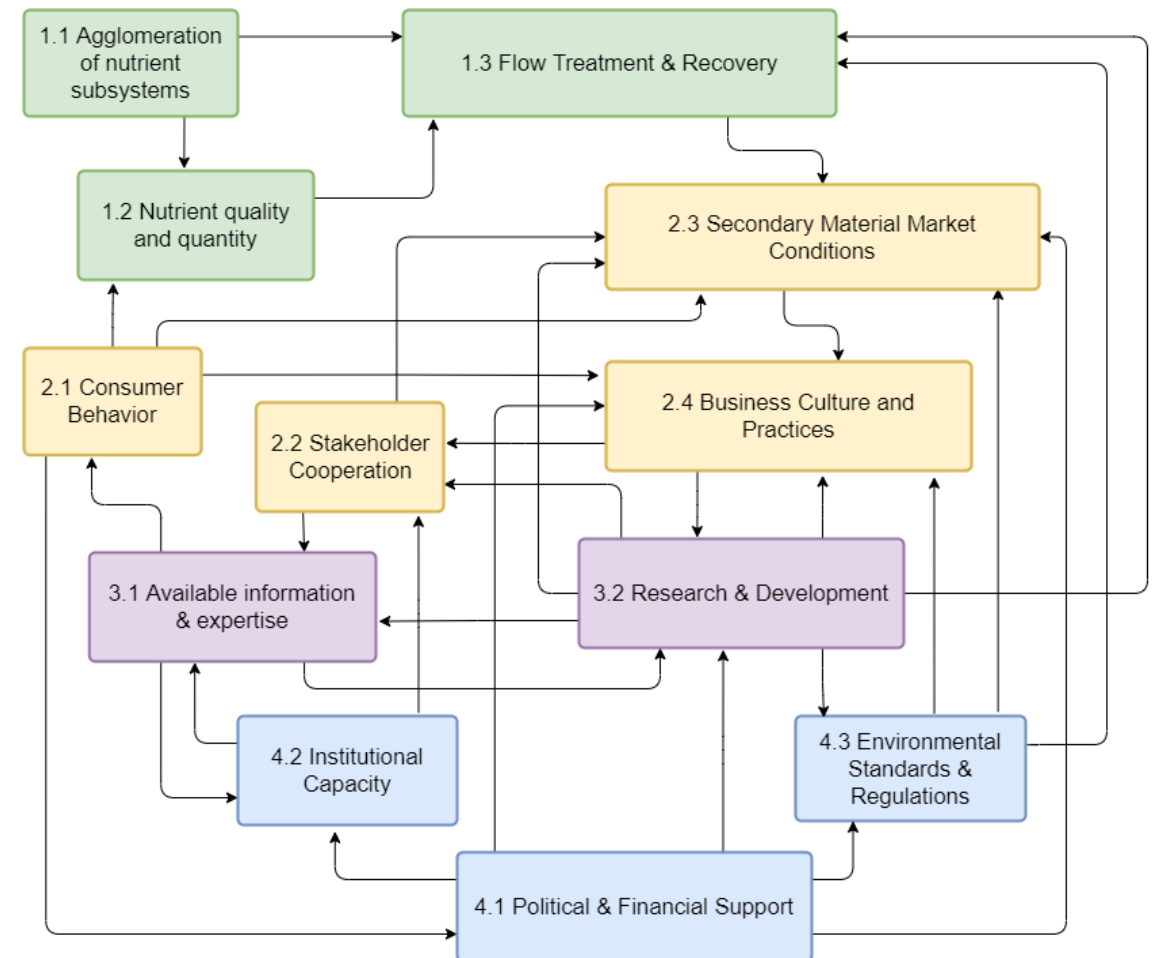 1.1 Agglomeration
of nutrient
subsystems
1.3 Flow Treatment & Recovery
1.2 Nutrient quality
and quantity
2.3 Secondary Material Market
Conditions
2.1 Consumer
Behavior
2.4 Business Culture and
Practices
2.2 Stakeholder
Cooperation
3.1 Available information
& expertise
3.2 Research & Development
4.2 Institutional
Capacity
4.3 Environmental
Standards &
Regulations
4.1 Political & Financial Support